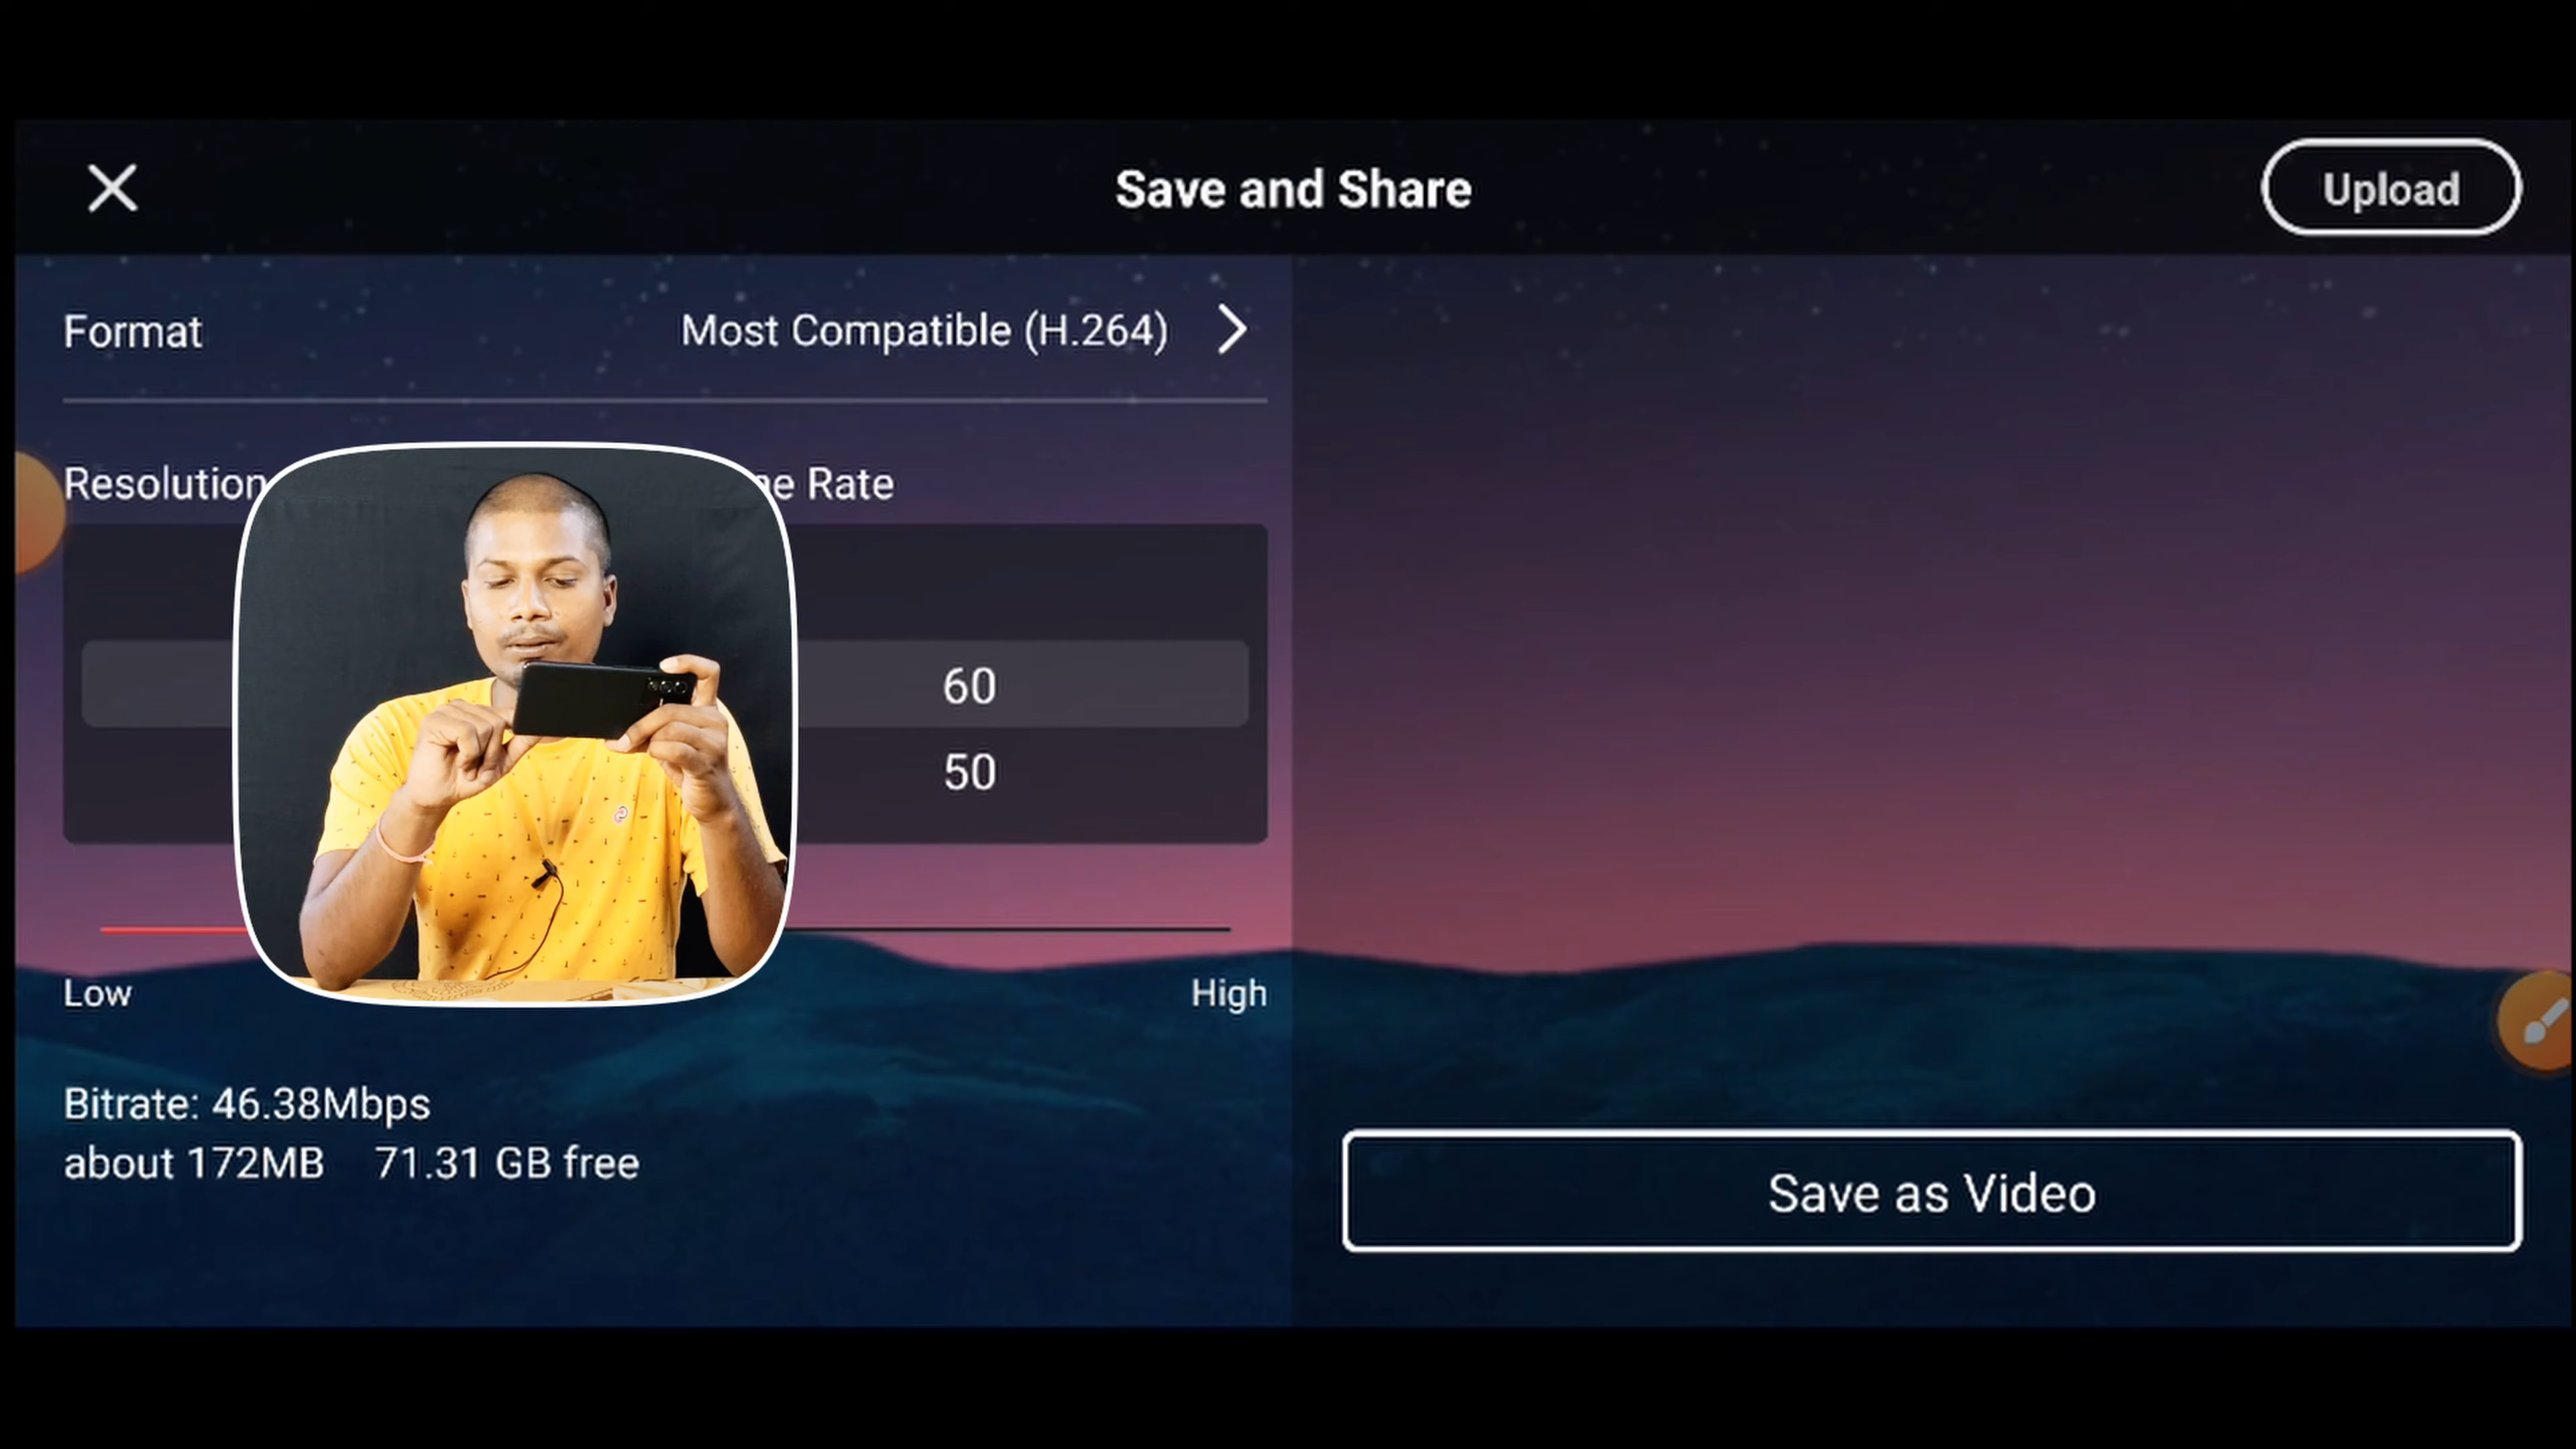 Save and Share
Upload
Format
Most Compatible (H.264)
Resolution
Rate
60
50
Low
High
Bitrate: 46.38Mbps
about 172MB 71.31 GB free
Save as Video